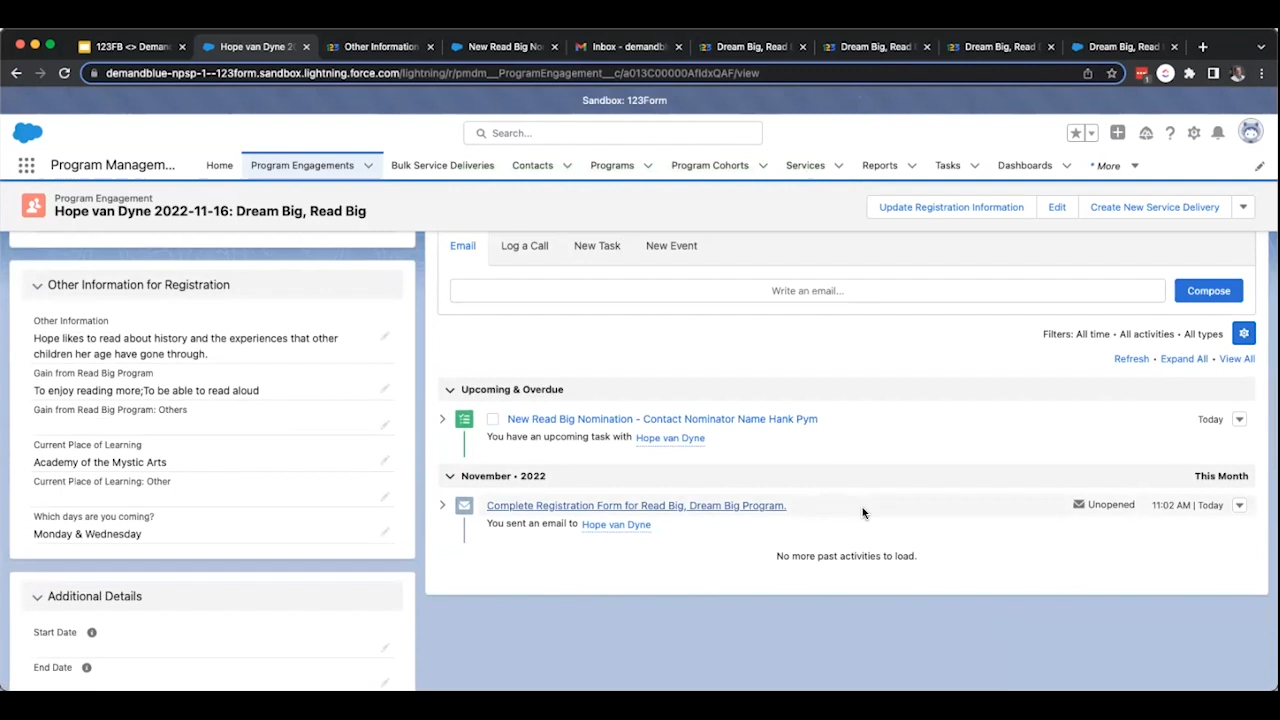 123FB <> Deman
Hope van Dyne 2
Other Information
New Read Big No
Inbox - demandbl
Dream Big, Read
Dream Big, Read
Dream Big, Read
Dream Big, Read
demandblue-npsp-1--123form.sandbox.lightning.force.com/lightning/r/pmdm__ProgramEngagement__c/a013C00000AfIdxQAF/view
Sandbox: 123Form
Search...
Program Managem...
Home
Program Engagements
Bulk Service Deliveries
Contacts
Programs
Program Cohorts
Services
Reports
Tasks
Dashboards
* More
Program Engagement
Hope van Dyne 2022-11-16: Dream Big, Read Big
Update Registration Information
Edit
Create New Service Delivery
Other Information for Registration
Other Information
Hope likes to read about history and the experiences that other
children her age have gone through.
Gain from Read Big Program
To enjoy reading more;To be able to read aloud
Gain from Read Big Program: Others
Current Place of Learning
Academy of the Mystic Arts
Current Place of Learning: Other
Which days are you coming?
Monday & Wednesday
Additional Details
Start Date
End Date
Email
Log a Call
New Task
New Event
Write an email...
Compose
Filters: All time • All activities • All types
Refresh • Expand All • View All
Upcoming & Overdue
New Read Big Nomination - Contact Nominator Name Hank Pym
Today
You have an upcoming task with Hope van Dyne
November • 2022
This Month
Complete Registration Form for Read Big, Dream Big Program.
Unopened
11:02 AM | Today
You sent an email to Hope van Dyne
No more past activities to load.